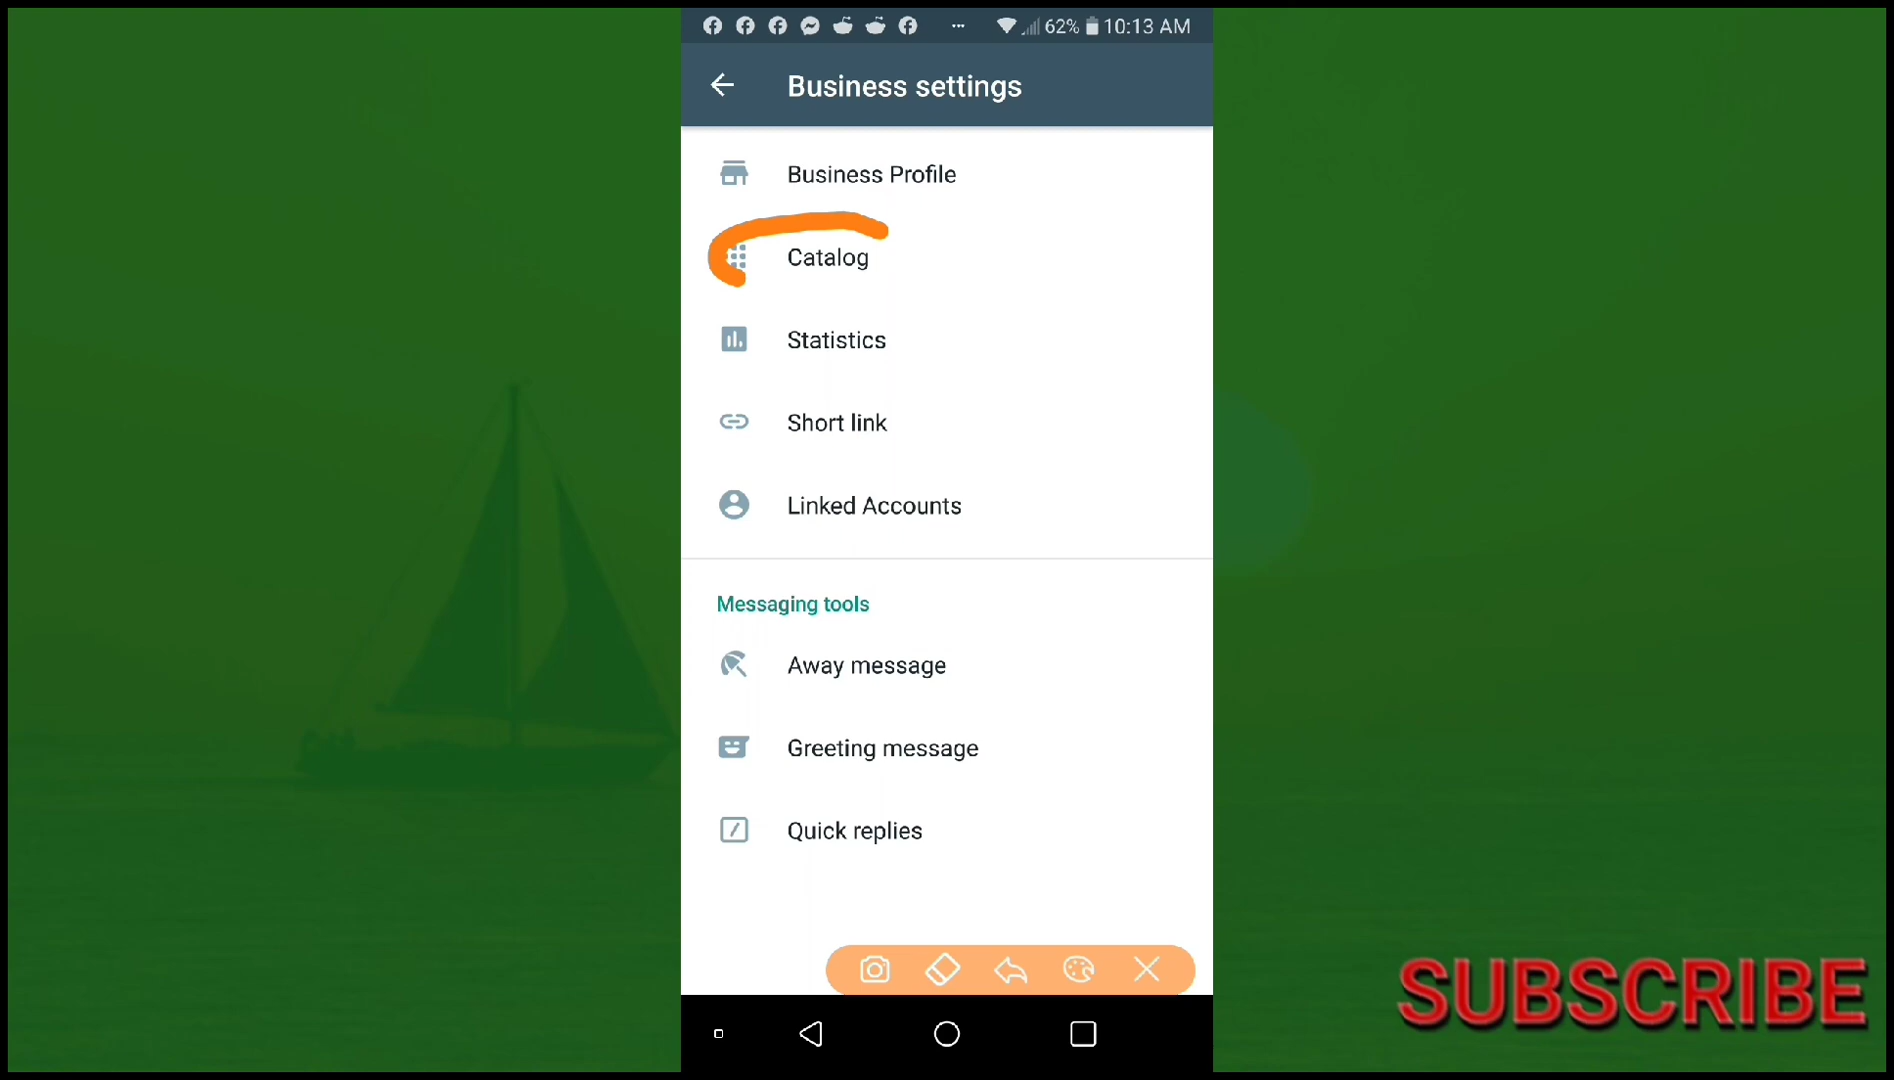 62% 10:13 AM
Business settings
Business Profile
Catalog
Statistics
Short link
Linked Accounts
Messaging tools
Away message
Greeting message
Quick replies
SUBSCRIBE